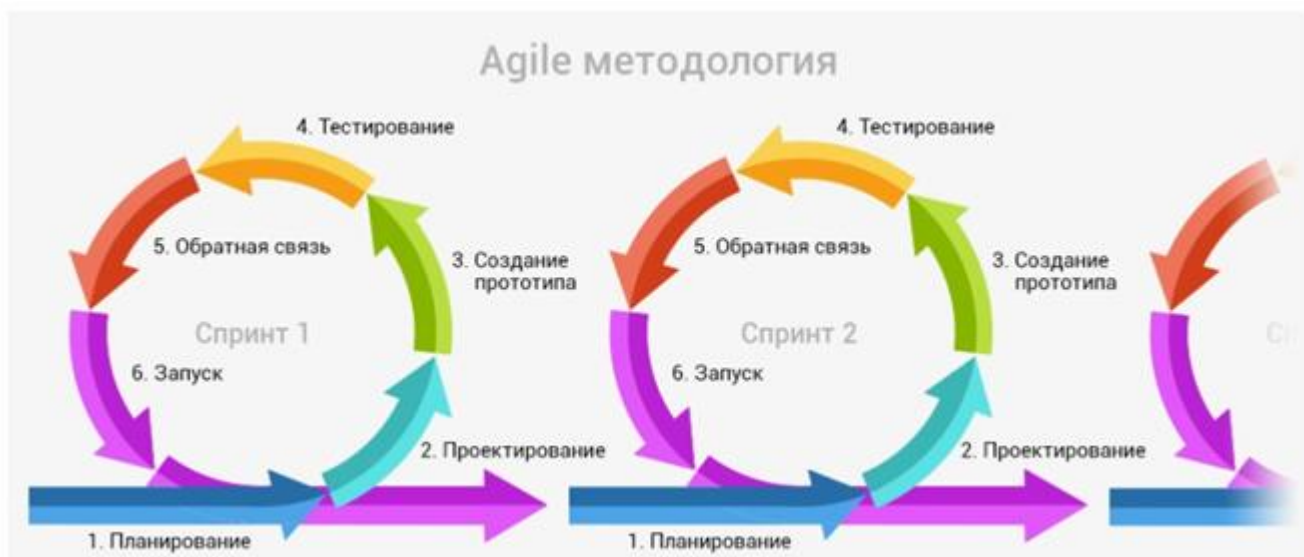 Agile методология
4. Тестирование
5. Обратная связь
3. Создание
прототипа
Спринт 1
6. Запуск
2. Проектирование
1. Планирование
4. Тестирование
5. Обратная связь
3. Создание
прототипа
Спринт 2
6. Запуск
2. Проектирование
1. Планирование